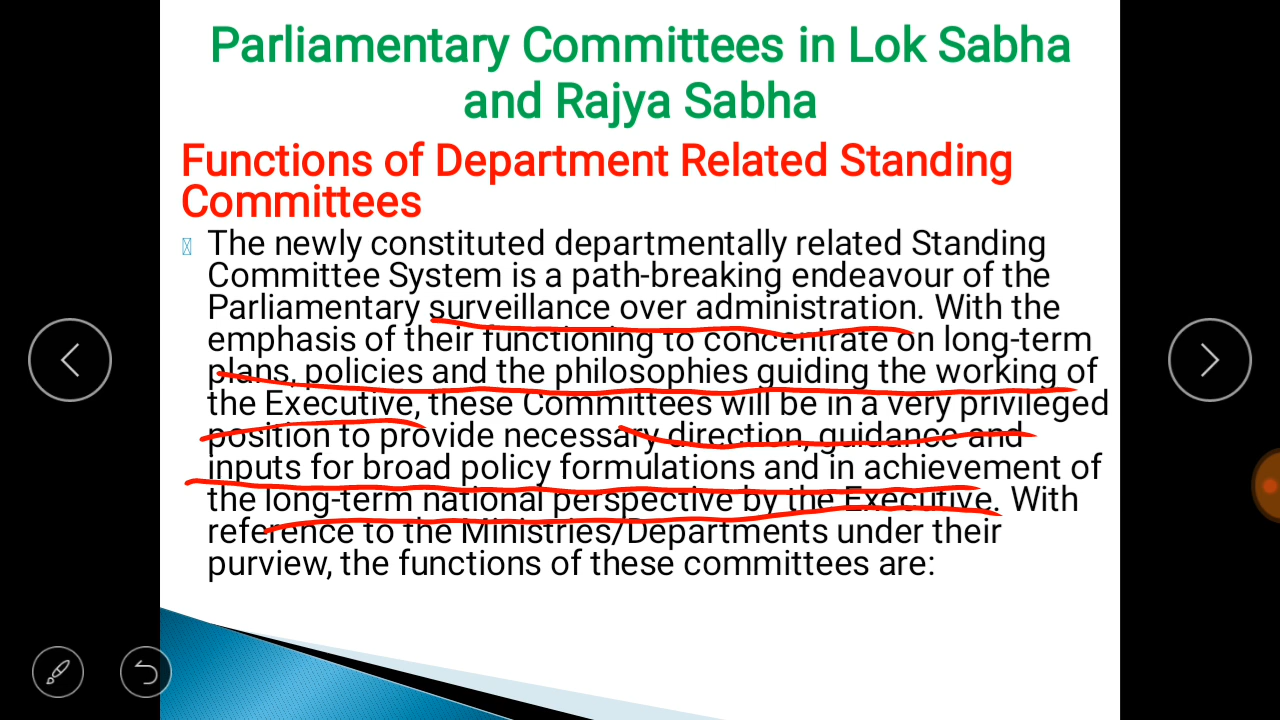 Parliamentary Committees in Lok Sabha
and Rajya Sabha
Functions of Department Related Standing
Committees
The newly constituted departmentally related Standing
Committee System is a path-breaking endeavour of the
Parliamentary surveillance over administration. With the
emphasis of their functioning to concentrate on long-term
plans, policies and the philosophies guiding the working of
the Executive, these Committees will be in a very privileged
position to provide necessary direction, guidance and
inputs for broad policy formulations and in achievement of
the long-term national perspective by the Executive. With
reference to the Ministries/Departments under their
purview, the functions of these committees are: